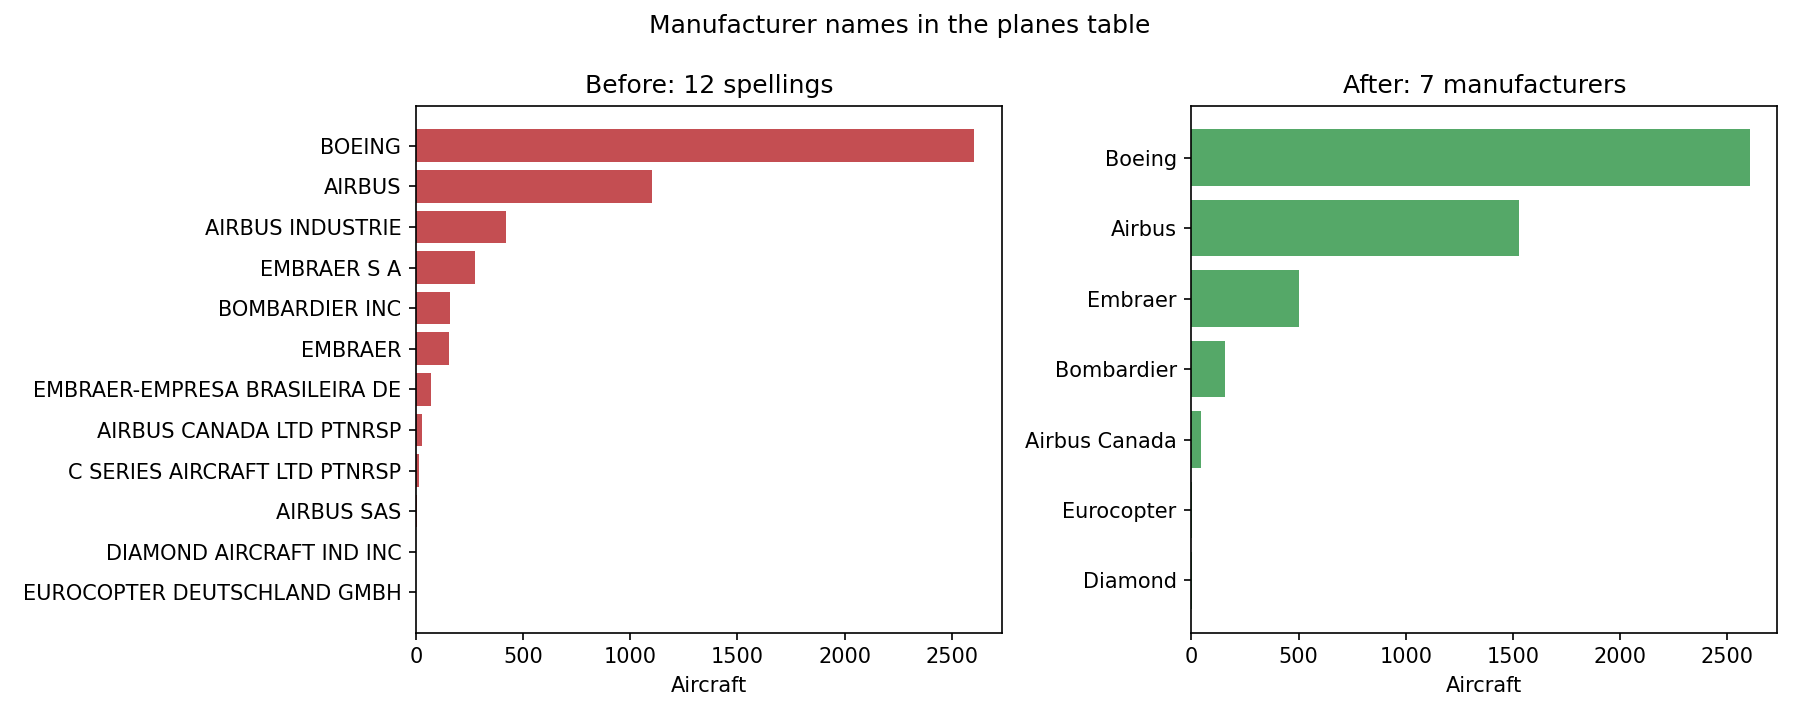 Manufacturer names in the planes table
Before: 12 spellings
BOEING
AIRBUS
AIRBUS INDUSTRIE
EMBRAER S A
BOMBARDIER INC
EMBRAER
EMBRAER-EMPRESA BRASILEIRA DE
AIRBUS CANADA LTD PTNRSP
C SERIES AIRCRAFT LTD PTNRSP
AIRBUS SAS
DIAMOND AIRCRAFT IND INC
EUROCOPTER DEUTSCHLAND GMBH
0 500 1000 1500 2000 2500
Aircraft
After: 7 manufacturers
Boeing
Airbus
Embraer
Bombardier
Airbus Canada
Eurocopter
Diamond
0 500 1000 1500 2000 2500
Aircraft